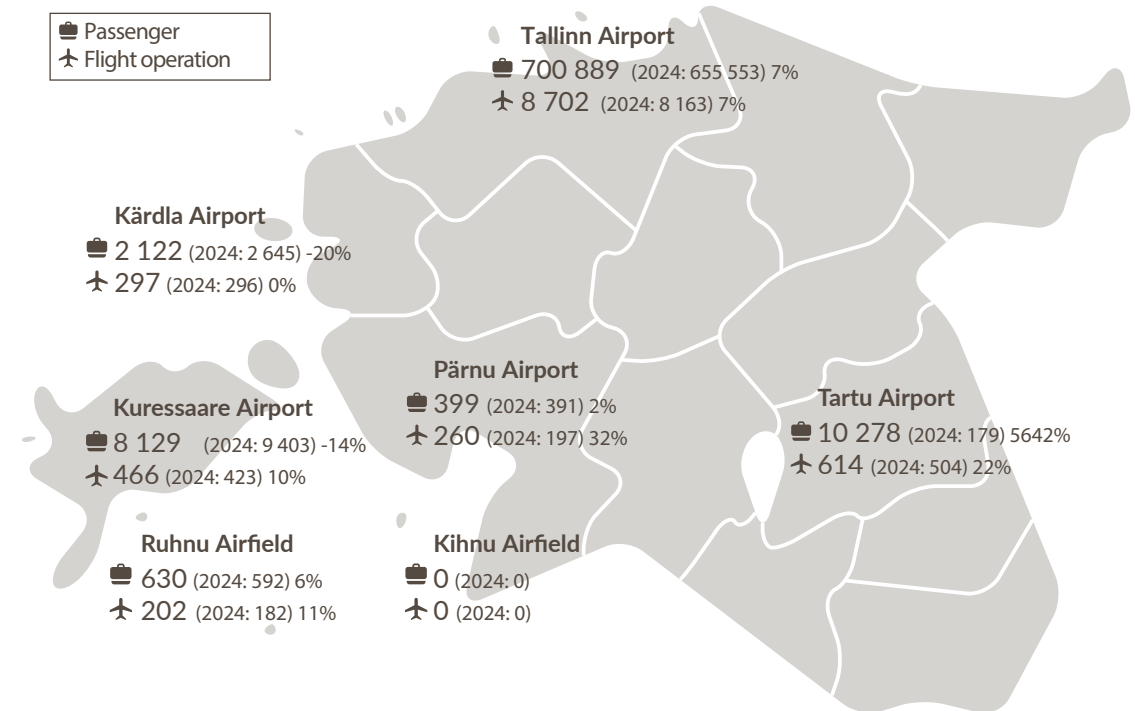 Passenger
Flight operation
Tallinn Airport
700 889 (2024: 655 553) 7%
8 702 (2024: 8 163) 7%
Kärdla Airport
2 122 (2024: 2 645) -20%
297 (2024: 296) 0%
Pärnu Airport
399 (2024: 391) 2%
260 (2024: 197) 32%
Tartu Airport
10 278 (2024: 179) 5642%
614 (2024: 504) 22%
Kuressaare Airport
8 129 (2024: 9 403) -14%
466 (2024: 423) 10%
Ruhnu Airfield
630 (2024: 592) 6%
202 (2024: 182) 11%
Kihnu Airfield
0 (2024: 0)
0 (2024: 0)